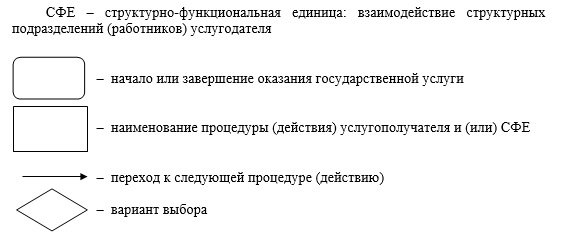 СФЕ – структурно-функциональная единица: взаимодействие структурных
подразделений (работников) услугодателя
– начало или завершение оказания государственной услуги
– наименование процедуры (действия) услугополучателя и (или) СФЕ
– переход к следующей процедуре (действию)
– вариант выбора